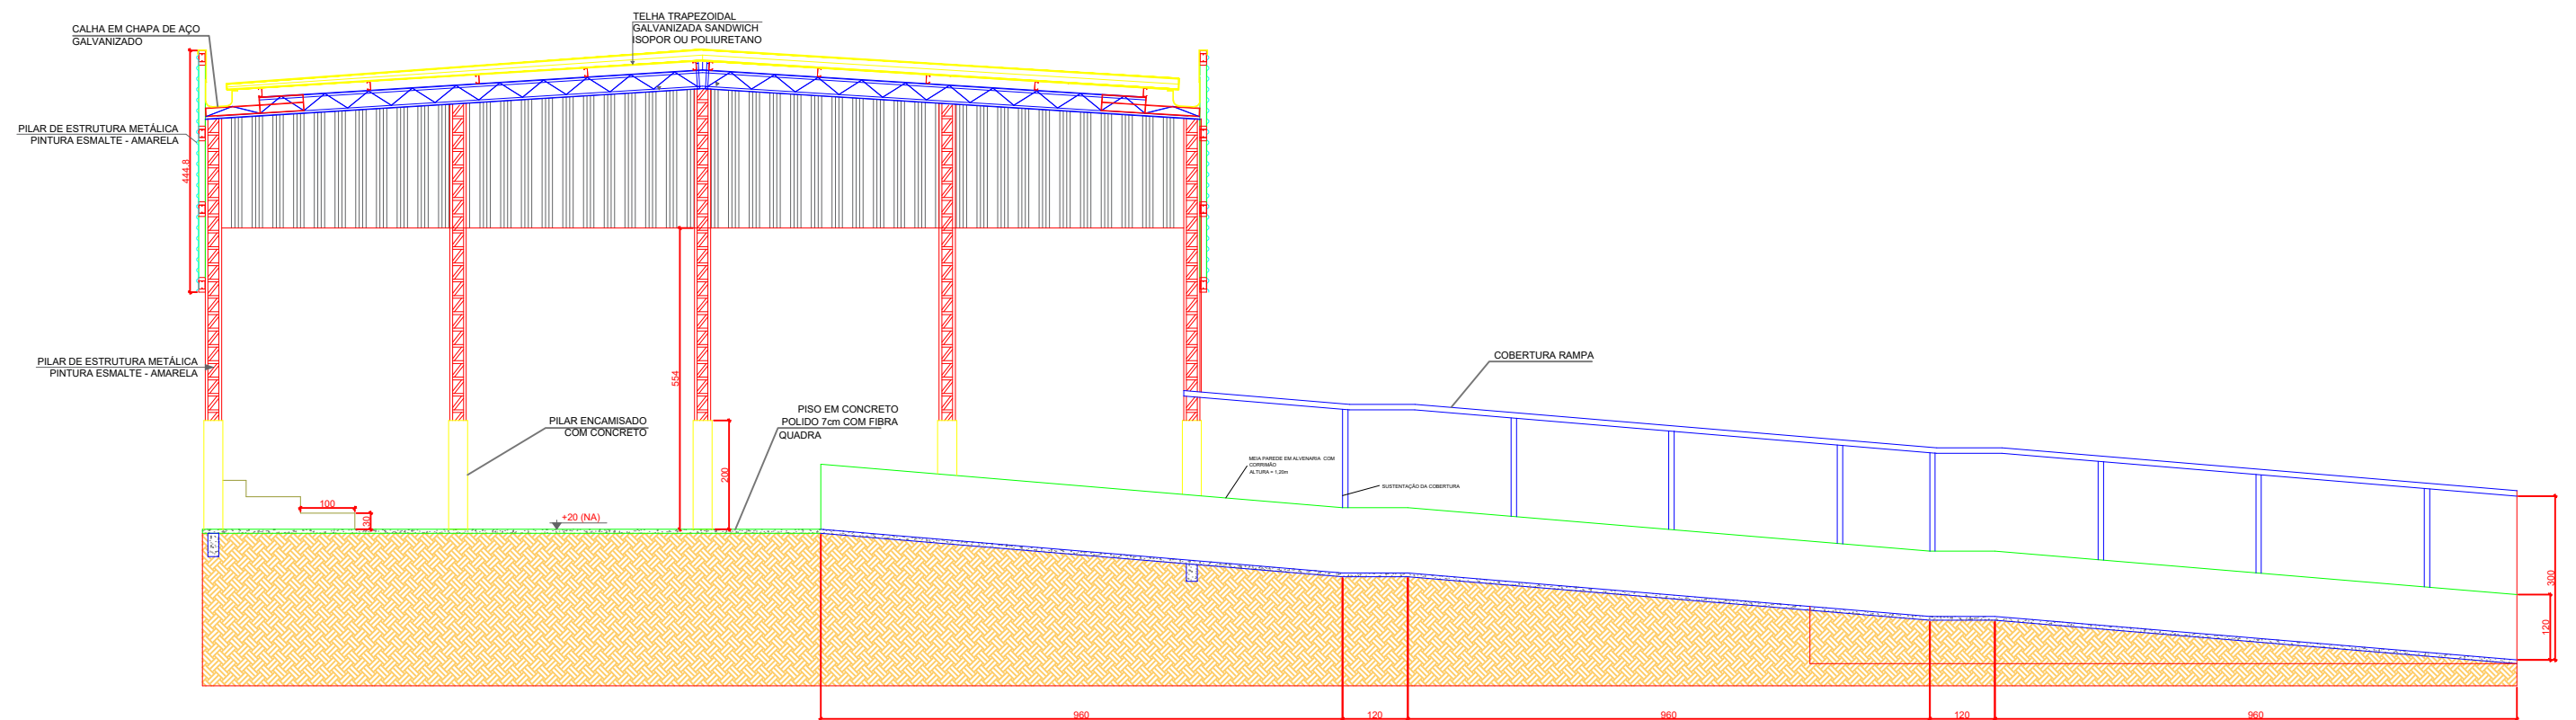 TELHA TRAPEZOIDAL
GALVANIZADA SANDWICH
ISOPOR OU POLIURETANO
CALHA EM CHAPA DE AÇO
GALVANIZADO
PILAR DE ESTRUTURA METÁLICA
PINTURA ESMALTE - AMARELA
444.8
PILAR DE ESTRUTURA METÁLICA
PINTURA ESMALTE - AMARELA
554
COBERTURA RAMPA
PILAR ENCAMISADO
COM CONCRETO
PISO EM CONCRETO
POLIDO 7cm COM FIBRA
QUADRA
200
MEIA PAREDE EM ALVENARIA COM
CORRIMÃO
ALTURA = 1,20m
SUSTENTAÇÃO DA COBERTURA
100
30
+20 (NA)
300
120
960
120
960
120
960